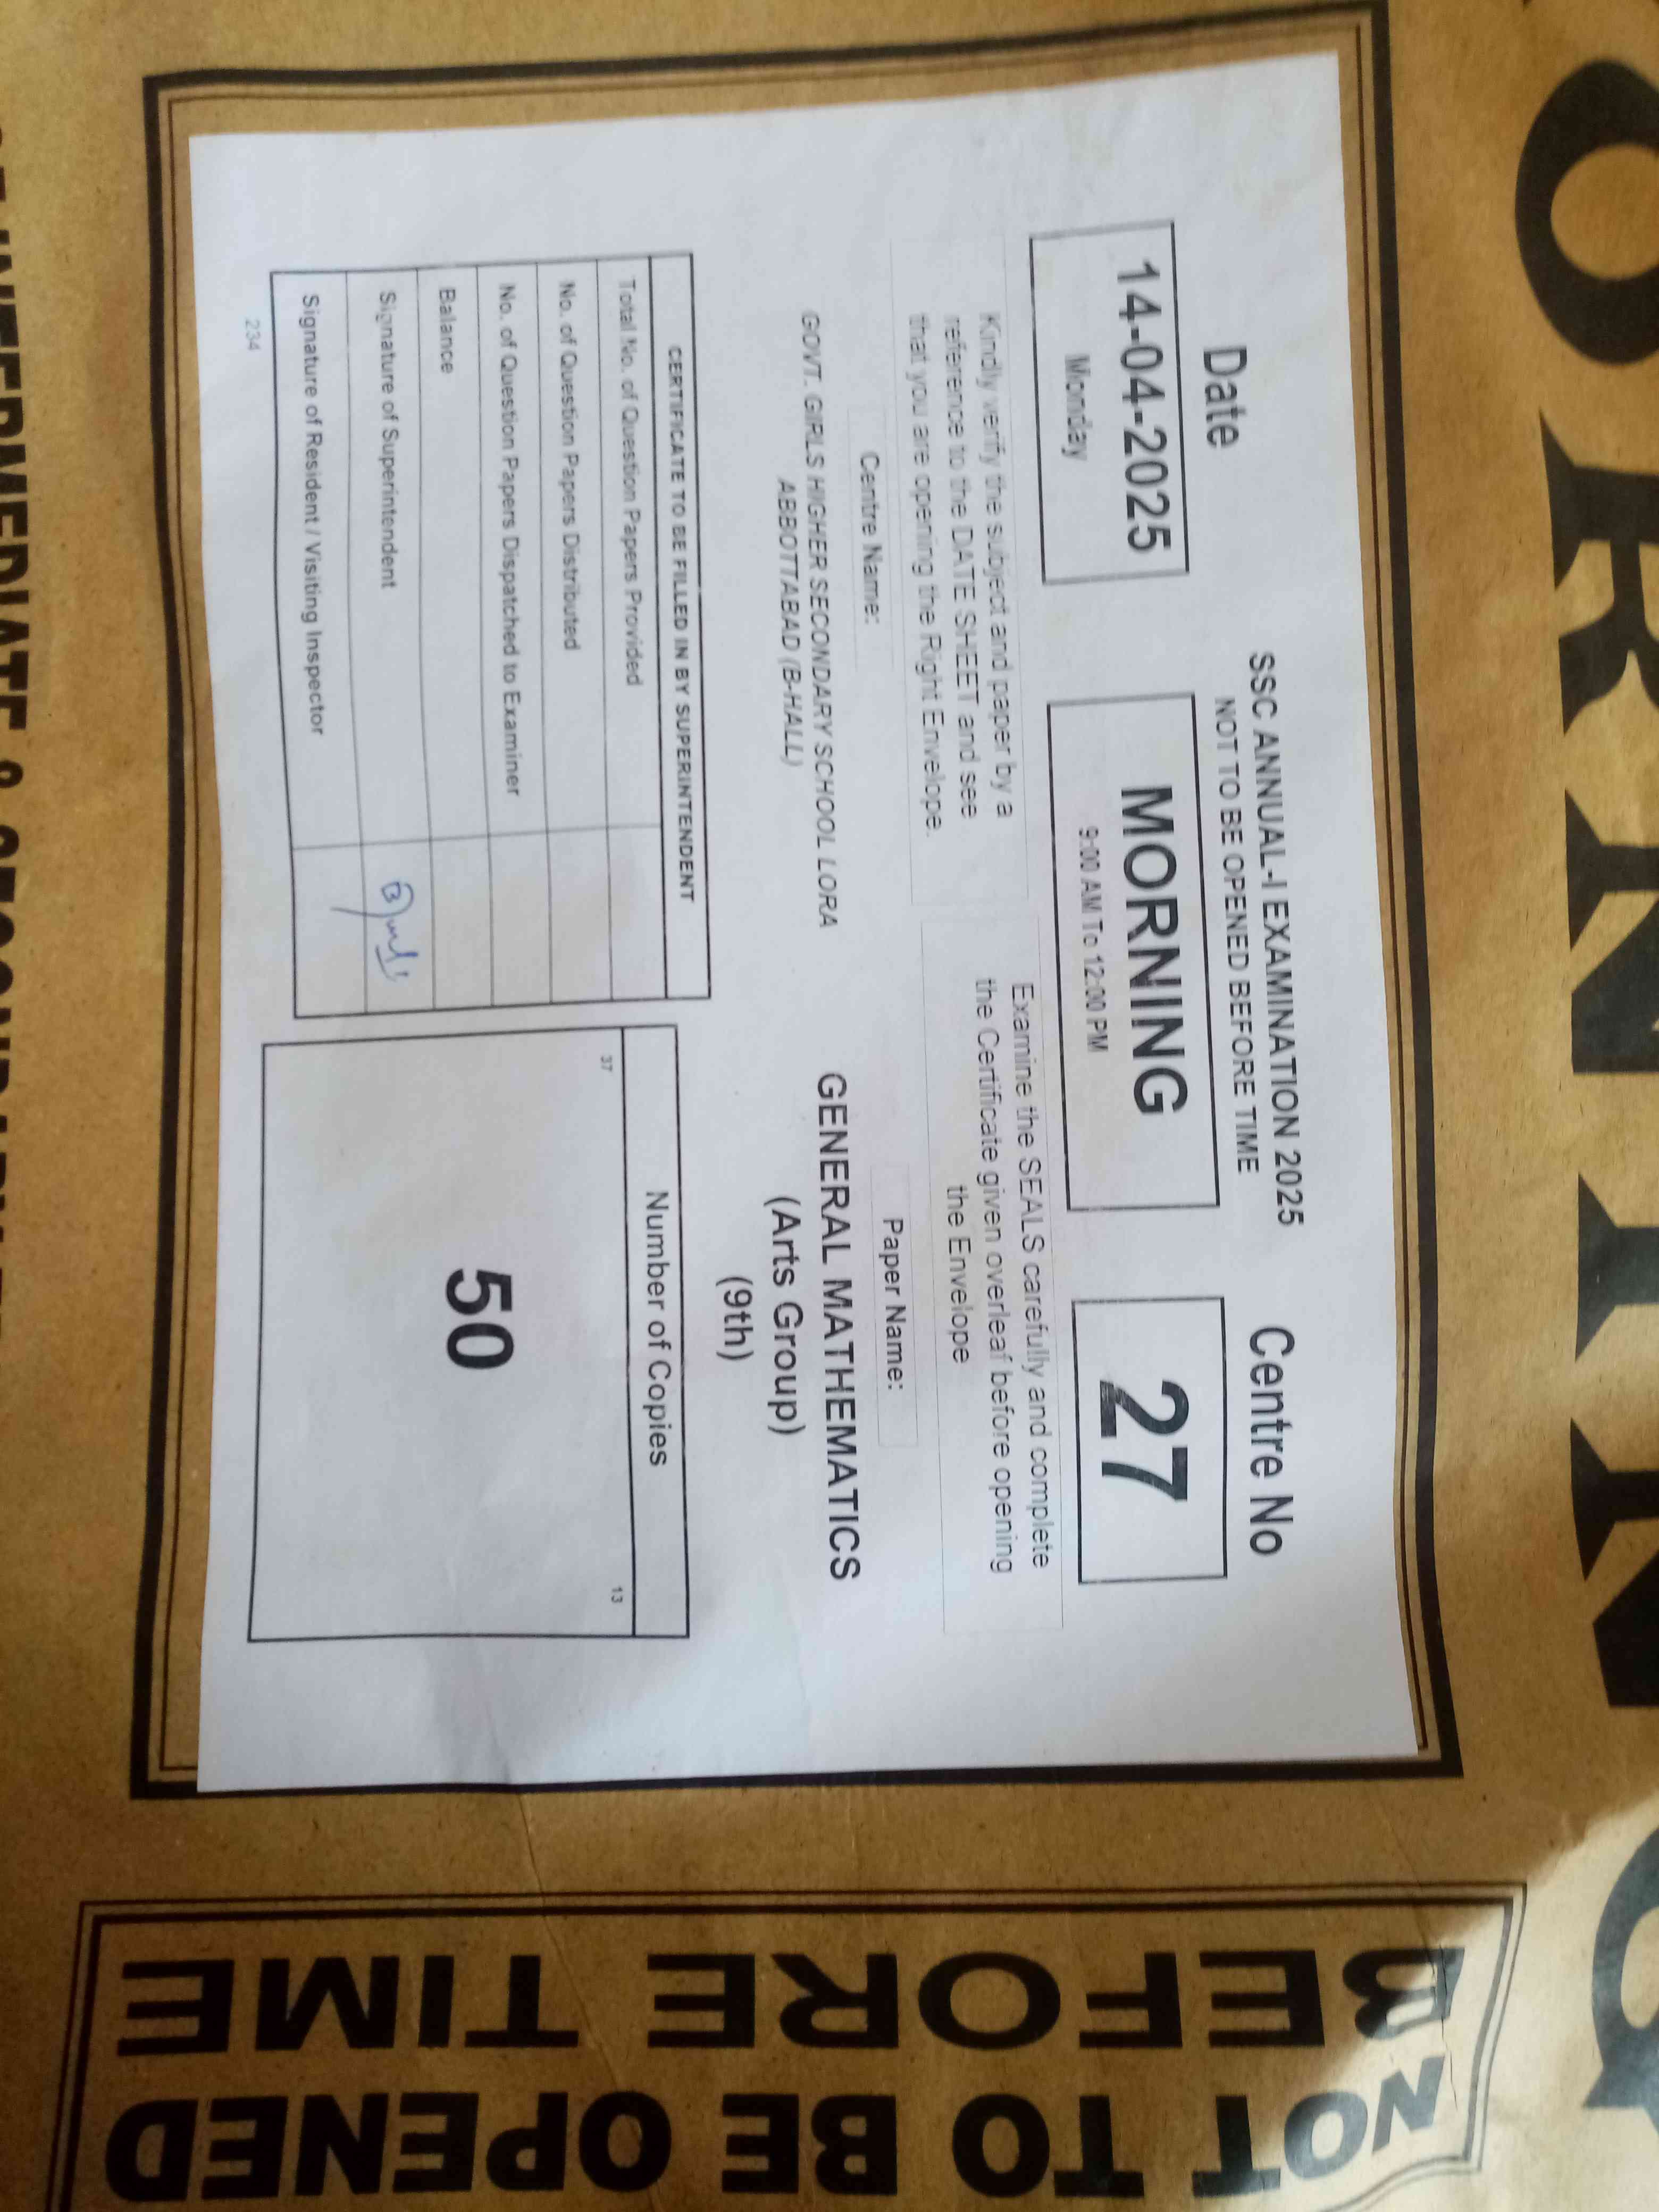 SSC ANNUAL-I EXAMINATION 2025
NOT TO BE OPENED BEFORE TIME
Date
14-04-2025
Monday
MORNING
9:00 AM To 12:00 PM
Centre No
27
Kindly verify the subject and paper by a
reference to the DATE SHEET and see
that you are opening the Right Envelope.
Examine the SEALS carefully and complete
the Certificate given overleaf before opening
the Envelope
Centre Name:
GOVT. GIRLS HIGHER SECONDARY SCHOOL LORA
ABBOTTABAD (B-HALL)
Paper Name:
GENERAL MATHEMATICS
(Arts Group)
(9th)
CERTIFICATE TO BE FILLED IN BY SUPERINTENDENT
Total No. of Question Papers Provided
No. of Question Papers Distributed
No. of Question Papers Dispatched to Examiner
Balance
Signature of Superintendent
Signature of Resident / Visiting Inspector
234
Number of Copies
37
13
50
NOT TO BE OPENED
BEFORE TIME
INTERMEDIATE &